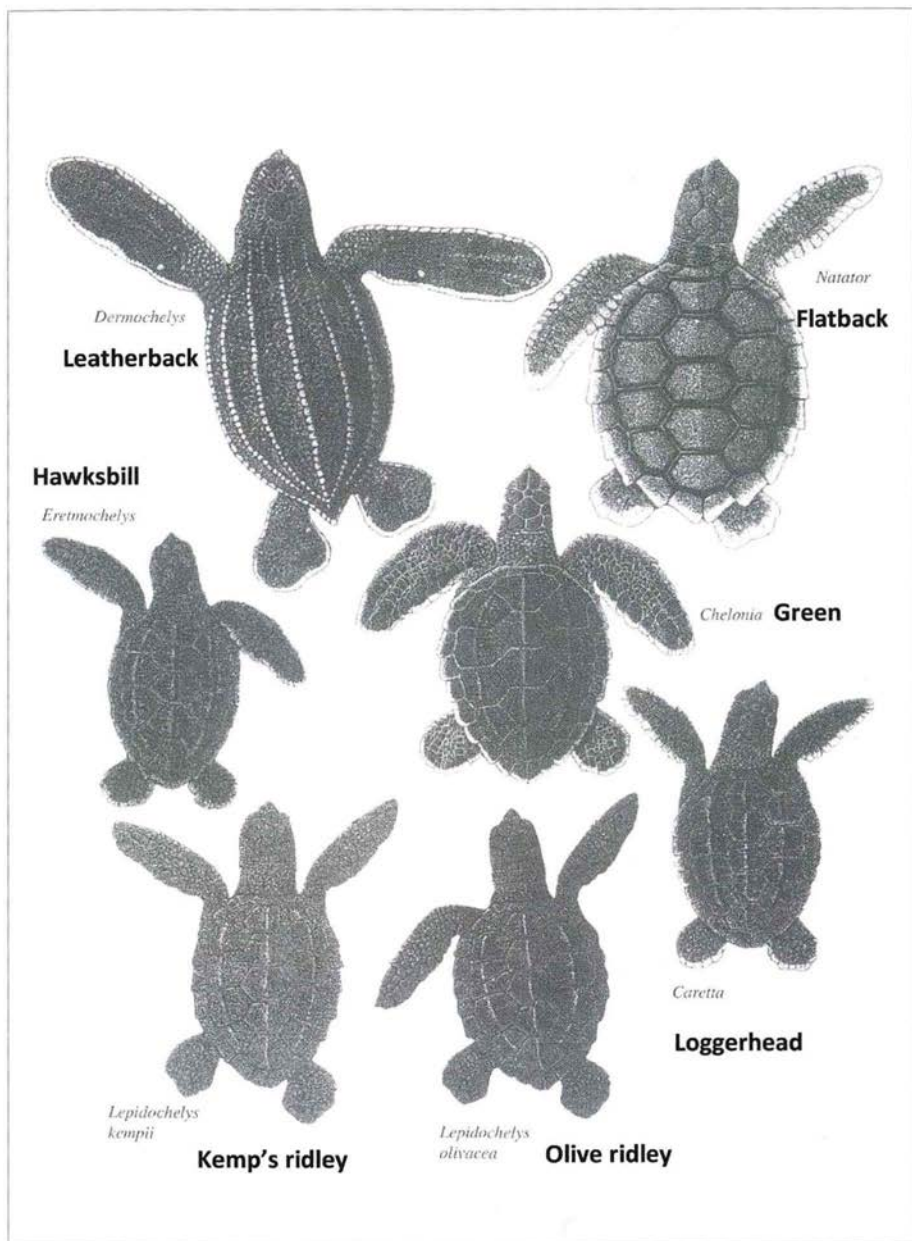 Dermochelys
Leatherback
Natator
Flatback
Hawksbill
Eretmochelys
Chelonia Green
Caretta
Loggerhead
Lepidochelys
kempii
Kemp's ridley
Lepidochelys
olivacea
Olive ridley